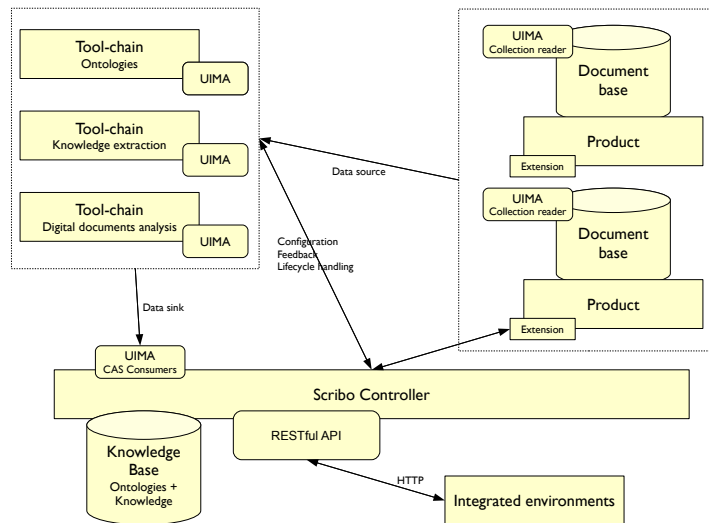 Tool-chain
Ontologies
UIMA
Tool-chain
Knowledge extraction
UIMA
Tool-chain
Digital documents analysis
UIMA
UIMA
Collection reader
Document
base
Product
Extension
UIMA
Collection reader
Document
base
Product
Extension
Data source
Configuration
Feedback
Lifecycle handling
Data sink
UIMA
CAS Consumers
Scribo Controller
RESTful API
Knowledge
Base
Ontologies +
Knowledge
HTTP
Integrated environments